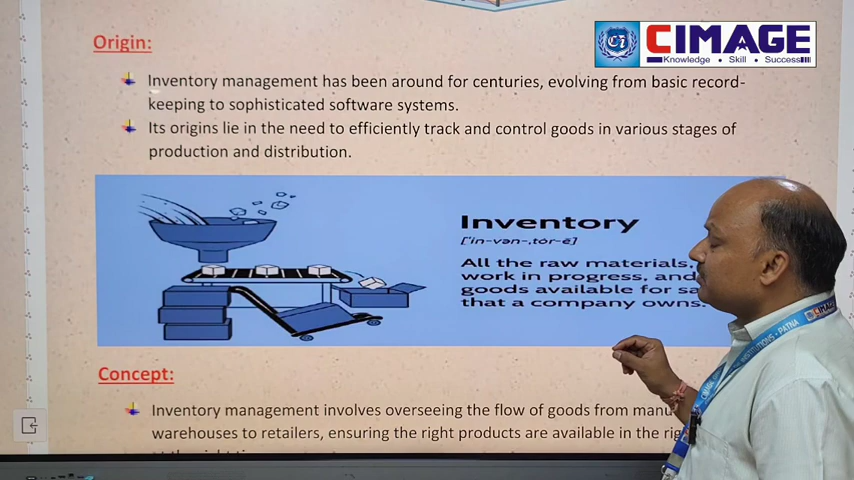 CIMAGE
Knowledge • Skill • Success
Origin:
Inventory management has been around for centuries, evolving from basic record-
keeping to sophisticated software systems.
Its origins lie in the need to efficiently track and control goods in various stages of
production and distribution.
Inventory
['in-vən-,tor-ē]
All the raw materials,
work in progress, and
goods available for sa
that a company owns.
Concept:
Inventory management involves overseeing the flow of goods from manu
warehouses to retailers, ensuring the right products are available in the rig
INSTITUTIONS • PATNA
CIMAGE